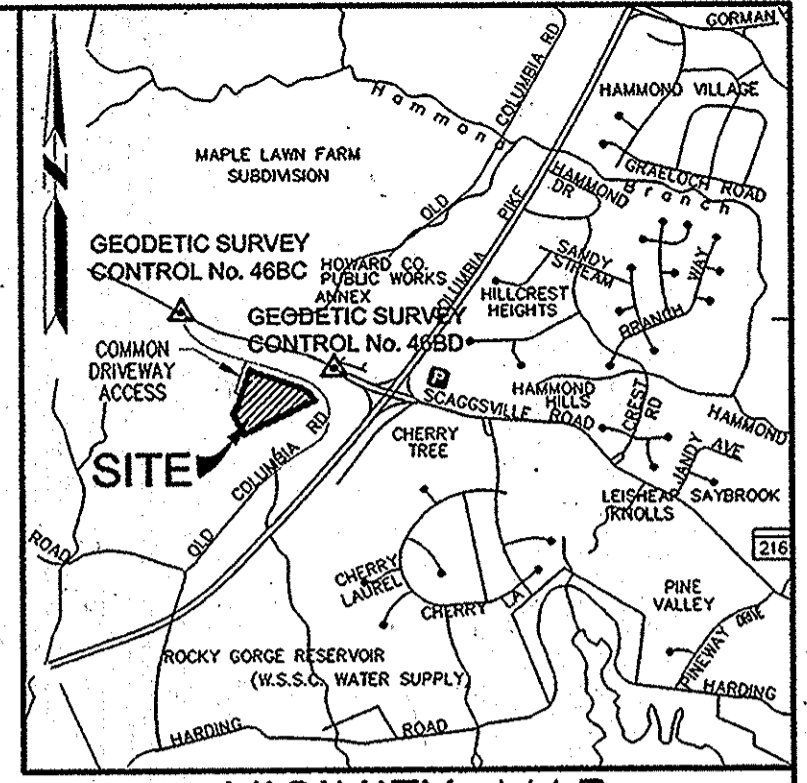 GORMAN
COLUMBIA RD
Hammond
HAMMOND VILLAGE
MAPLE LAWN FARM
SUBDIVISION
GRAELOCH ROAD
HAMMOND
DR
Branch
OLD
COLUMBIA PIKE
GEODETIC SURVEY
CONTROL No. 46BC
HOWARD CO.
PUBLIC WORKS
ANNEX
SANDY
STREAM
WAY
HILLCREST
HEIGHTS
BRANCH
GEODETIC SURVEY
CONTROL No. 46BD
COMMON
DRIVEWAY
ACCESS
P
SCAGGSVILLE
ROAD
HAMMOND
HILLS
CREST
RD
HAMMOND
CHERRY
TREE
JANDY AVE
SITE
OLD COLUMBIA RD
LEISHEAR
KNOLLS
SAYBROOK
216
ROAD
CHERRY
LAUREL
CHERRY LA
PINE
VALLEY
PINEWAY DRIVE
ROCKY GORGE RESERVOIR
(W.S.S.C. WATER SUPPLY)
HARDING
HARDING ROAD